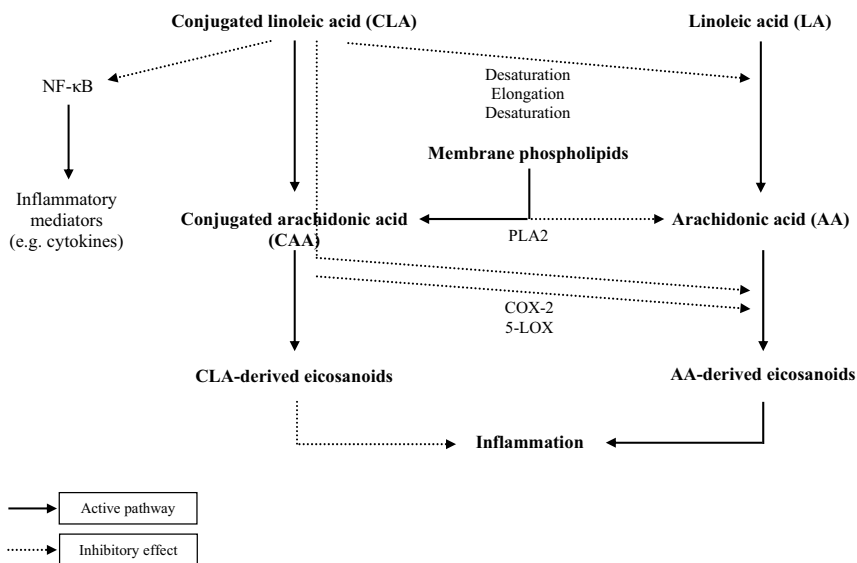 Conjugated linoleic acid (CLA)
Linoleic acid (LA)
NF-κB
Desaturation
Elongation
Desaturation
Membrane phospholipids
Inflammatory
mediators
(e.g. cytokines)
Conjugated arachidonic acid
(CAA)
Arachidonic acid (AA)
PLA2
COX-2
5-LOX
CLA-derived eicosanoids
AA-derived eicosanoids
Inflammation
Active pathway
Inhibitory effect